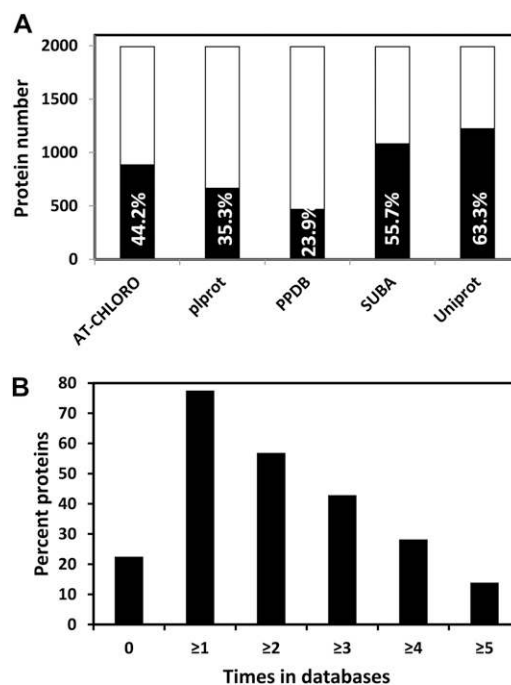 A
2000
1500
1000
500
0
Protein number
44.2%
35.3%
23.9%
55.7%
63.3%
AT-CHLORO
plprot
PPDB
SUBA
Uniprot
B
80
70
60
50
40
30
20
10
0
Percent proteins
0 ≥1 ≥2 ≥3 ≥4 ≥5
Times in databases